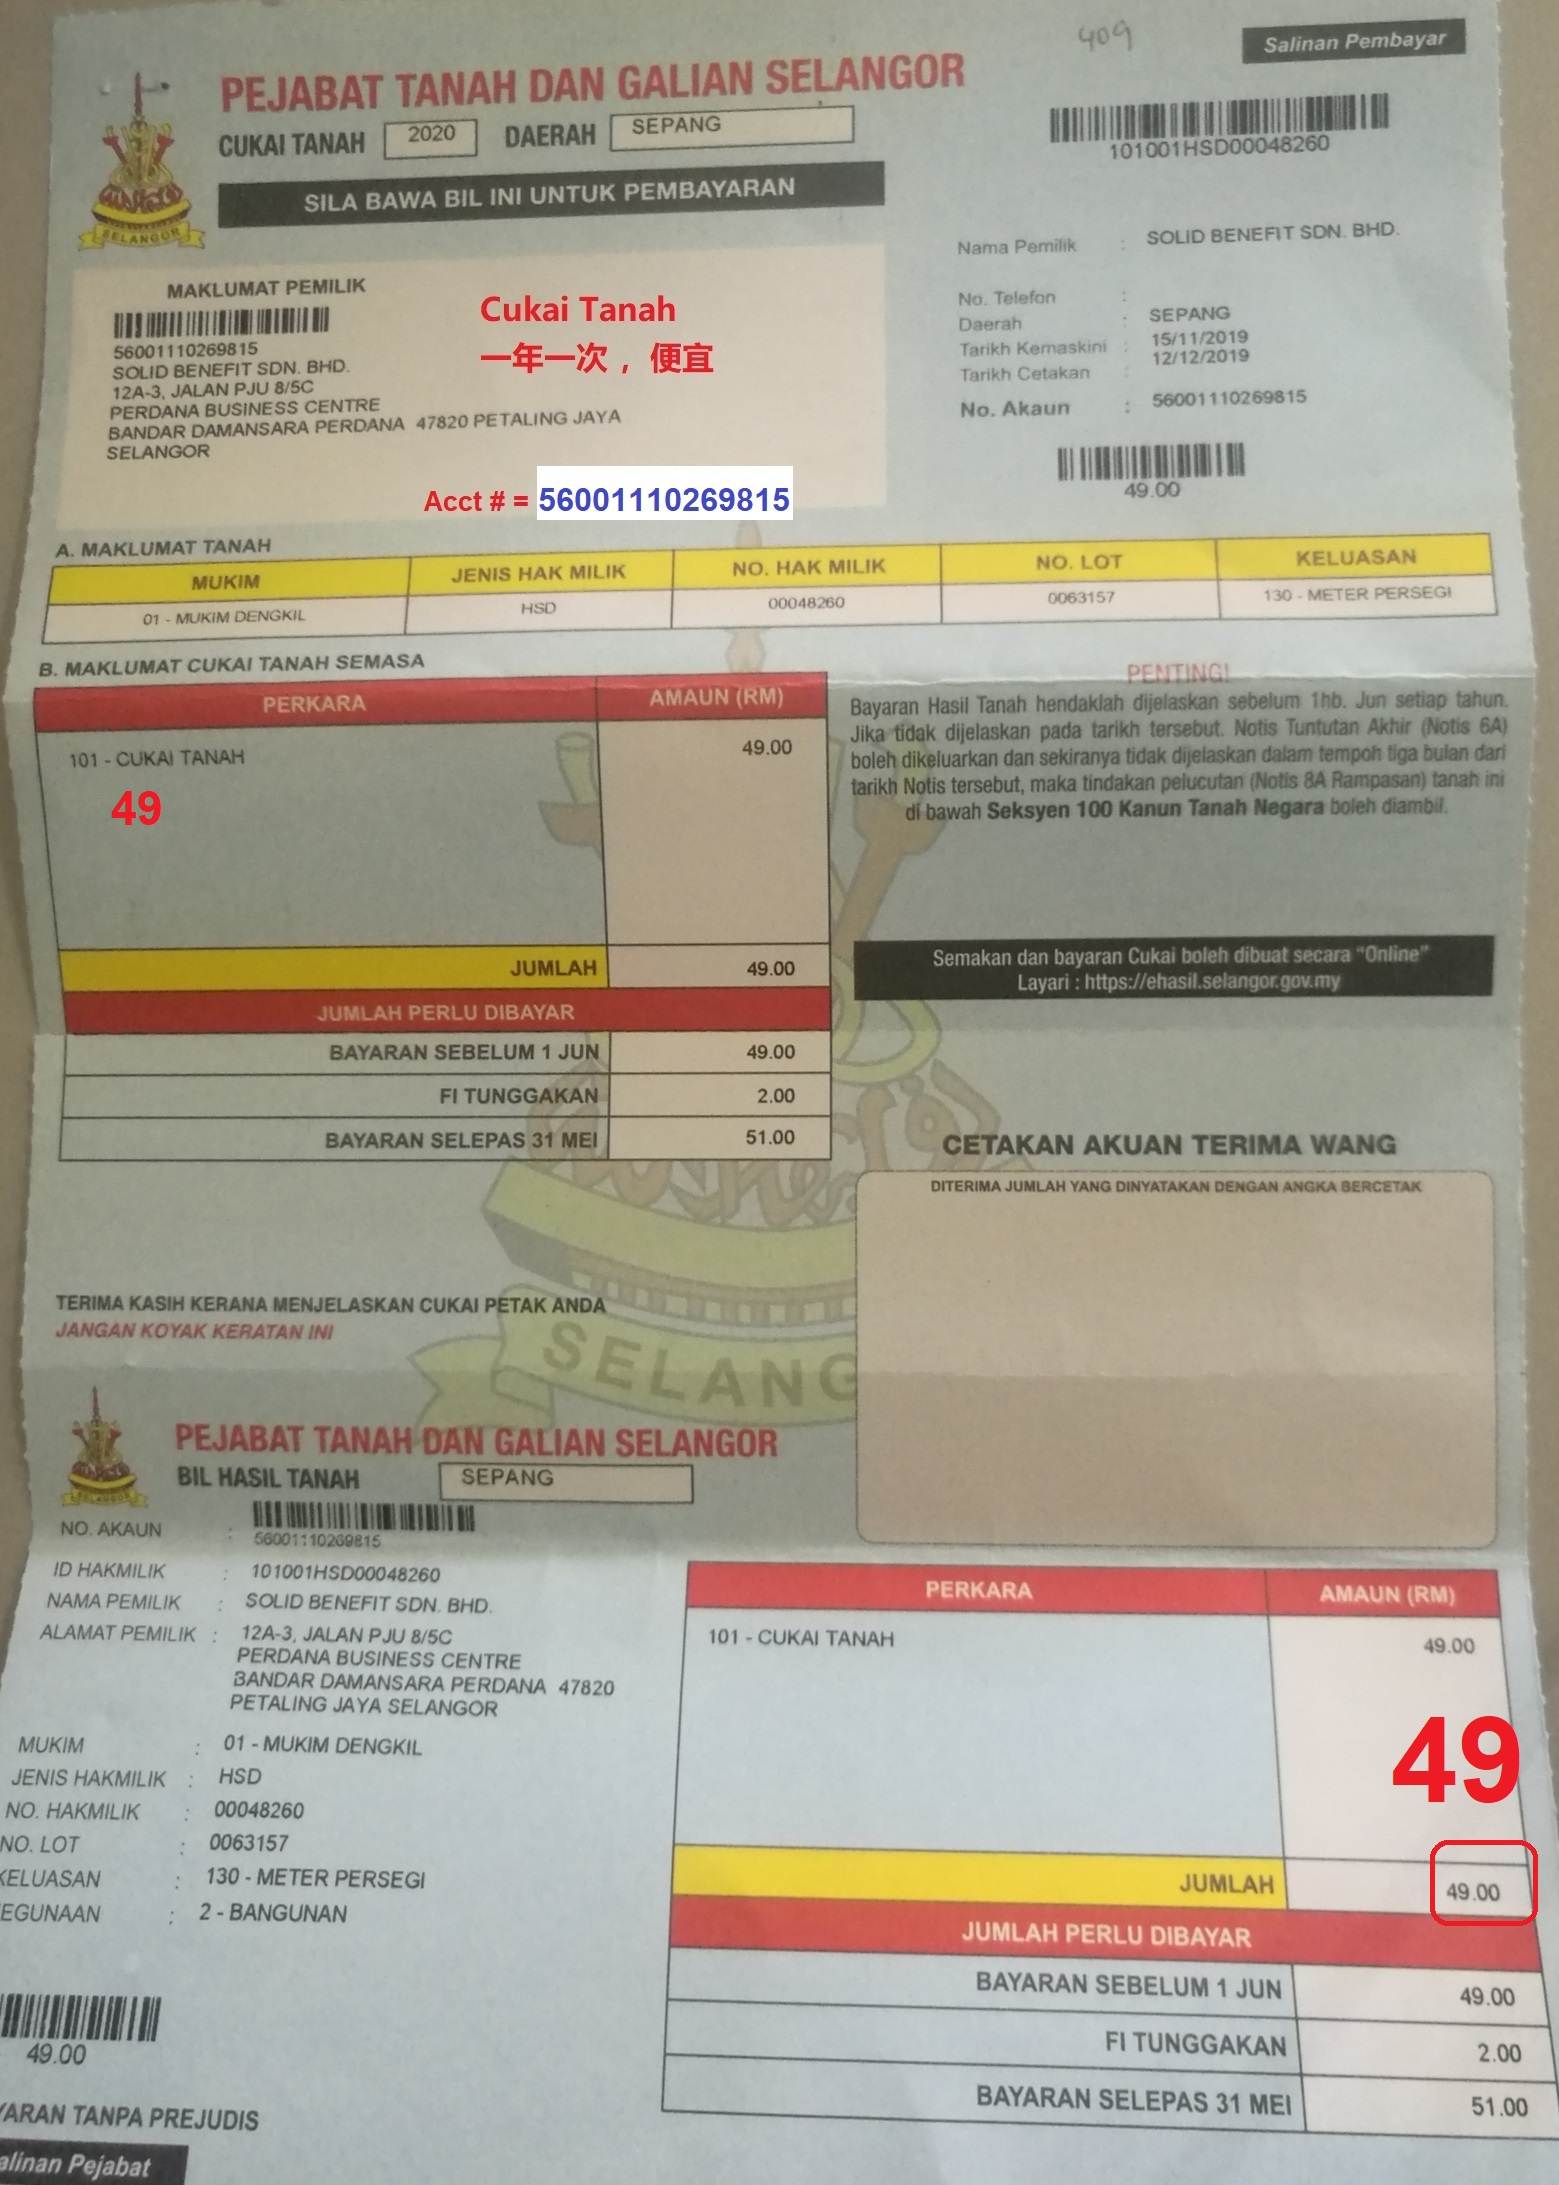 409
Salinan Pembayar
PEJABAT TANAH DAN GALIAN SELANGOR
CUKAI TANAH 2020 DAERAH SEPANG
SILA BAWA BIL INI UNTUK PEMBAYARAN
SELANGOR
101001HSD00048260
Nama Pemilik : SOLID BENEFIT SDN. BHD.
No. Telefon :
Daerah : SEPANG
Tarikh Kemaskini : 15/11/2019
Tarikh Cetakan : 12/12/2019
No. Akaun : 56001110269815
49.00
MAKLUMAT PEMILIK
56001110269815
SOLID BENEFIT SDN. BHD.
12A-3, JALAN PJU 8/5C
PERDANA BUSINESS CENTRE
BANDAR DAMANSARA PERDANA 47820 PETALING JAYA
SELANGOR
Cukai Tanah
一年一次，便宜
Acct # = 56001110269815
A. MAKLUMAT TANAH
MUKIM JENIS HAK MILIK NO. HAK MILIK NO. LOT KELUASAN
01 - MUKIM DENGKIL HSD 00048260 0063157 130 - METER PERSEGI
B. MAKLUMAT CUKAI TANAH SEMASA
PERKARA AMAUN (RM)
101 - CUKAI TANAH 49.00
49
JUMLAH 49.00
JUMLAH PERLU DIBAYAR
BAYARAN SEBELUM 1 JUN 49.00
FI TUNGGAKAN 2.00
BAYARAN SELEPAS 31 MEI 51.00
PENTING!
Bayaran Hasil Tanah hendaklah dijelaskan sebelum 1hb. Jun setiap tahun.
Jika tidak dijelaskan pada tarikh tersebut. Notis Tuntutan Akhir (Notis 6A)
boleh dikeluarkan dan sekiranya tidak dijelaskan dalam tempoh tiga bulan dari
tarikh Notis tersebut, maka tindakan pelucutan (Notis 8A Rampasan) tanah ini
di bawah Seksyen 100 Kanun Tanah Negara boleh diambil.
Semakan dan bayaran Cukai boleh dibuat secara “Online”
Layari : https://ehasil.selangor.gov.my
CETAKAN AKUAN TERIMA WANG
DITERIMA JUMLAH YANG DINYATAKAN DENGAN ANGKA BERCETAK
TERIMA KASIH KERANA MENJELASKAN CUKAI PETAK ANDA
JANGAN KOYAK KERATAN INI
SELANG
PEJABAT TANAH DAN GALIAN SELANGOR
BIL HASIL TANAH SEPANG
SELANGOR
NO. AKAUN : 56001110269815
ID HAKMILIK : 101001HSD00048260
NAMA PEMILIK : SOLID BENEFIT SDN. BHD.
ALAMAT PEMILIK : 12A-3, JALAN PJU 8/5C
PERDANA BUSINESS CENTRE
BANDAR DAMANSARA PERDANA 47820
PETALING JAYA SELANGOR
MUKIM : 01 - MUKIM DENGKIL
JENIS HAKMILIK : HSD
NO. HAKMILIK : 00048260
NO. LOT : 0063157
KELUASAN : 130 - METER PERSEGI
EGUNAAN : 2 - BANGUNAN
49.00
YARAN TANPA PREJUDIS
alinan Pejabat
PERKARA AMAUN (RM)
101 - CUKAI TANAH 49.00
49
JUMLAH 49.00
JUMLAH PERLU DIBAYAR
BAYARAN SEBELUM 1 JUN 49.00
FI TUNGGAKAN 2.00
BAYARAN SELEPAS 31 MEI 51.00